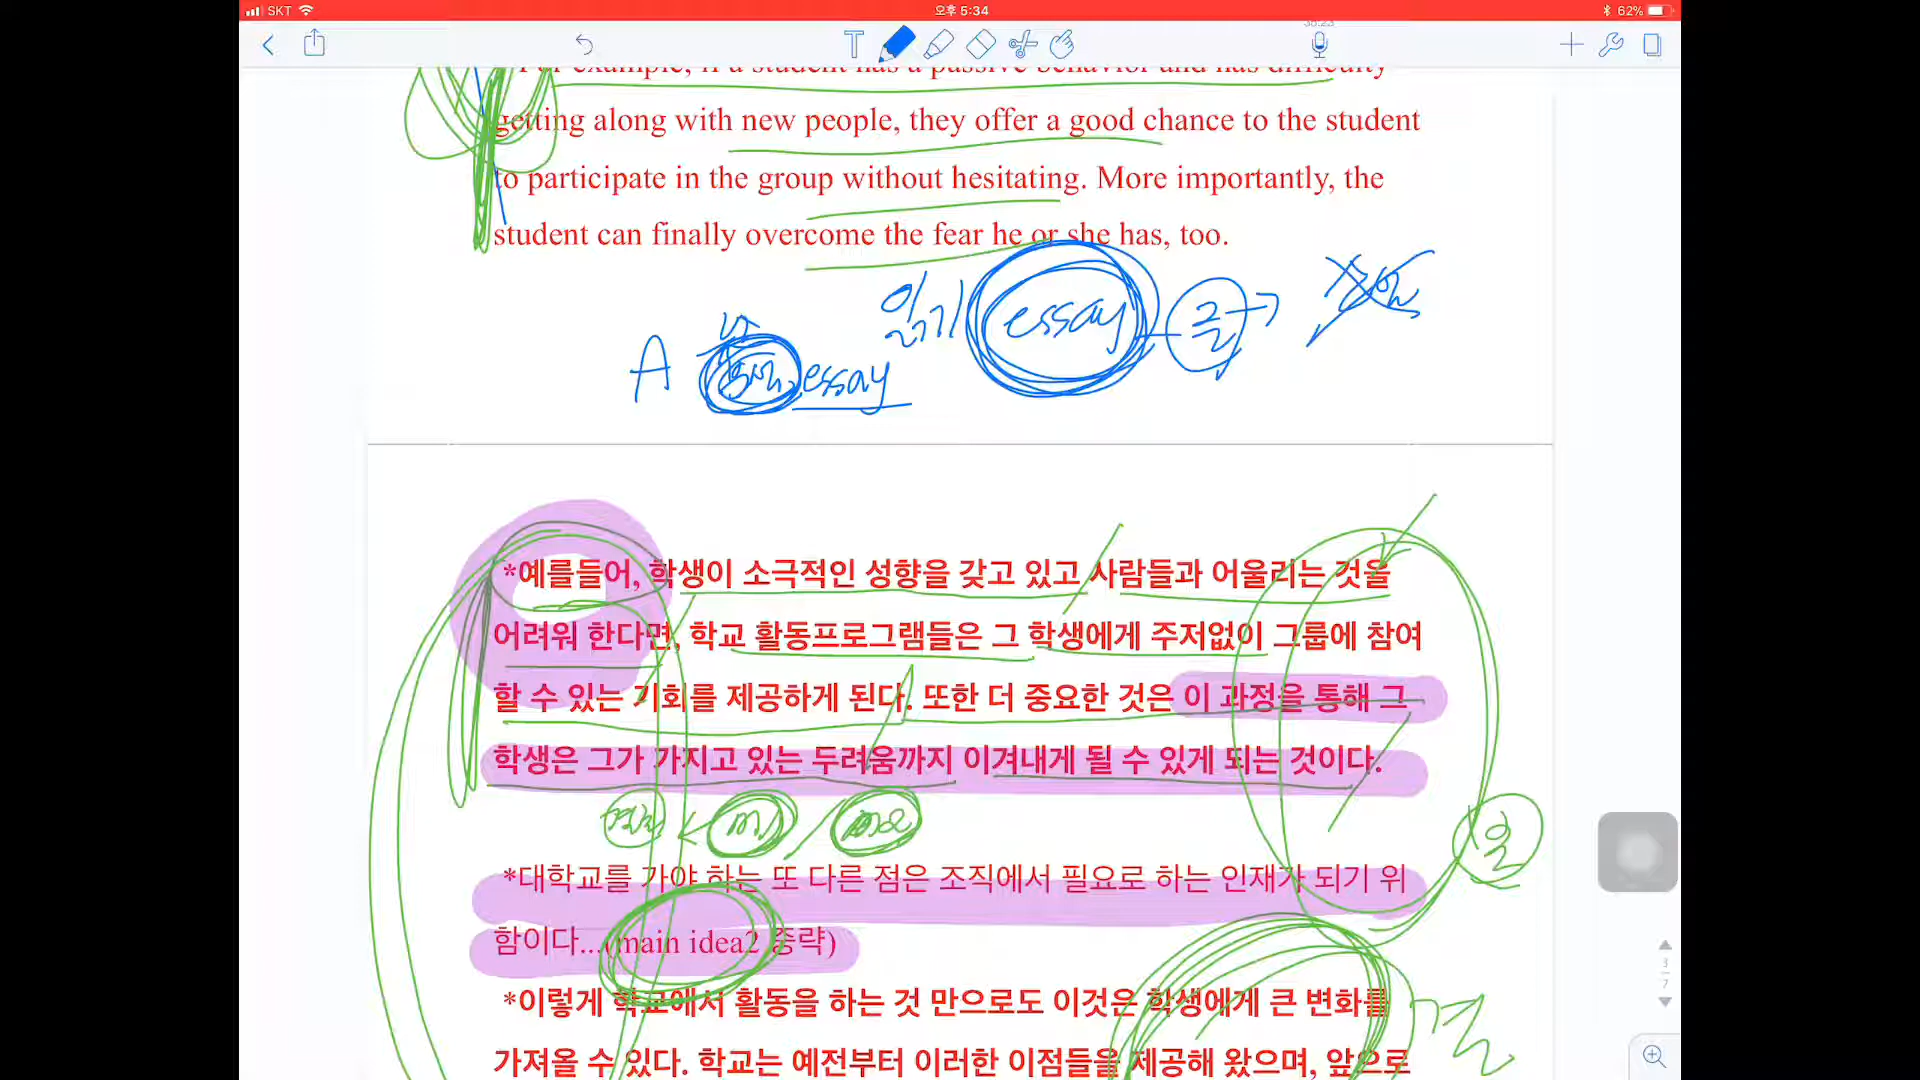 SKT 오후 5:34 62%
For example, if a student has a passive behavior and has difficulty
getting along with new people, they offer a good chance to the student
to participate in the group without hesitating. More importantly, the
student can finally overcome the fear he or she has, too.
읽기 essay 글
A essay
*예를들어, 학생이 소극적인 성향을 갖고 있고 사람들과 어울리는 것을
어려워 한다면, 학교 활동프로그램들은 그 학생에게 주저없이 그룹에 참여
할 수 있는 기회를 제공하게 된다. 또한 더 중요한 것은 이 과정을 통해 그
학생은 그가 가지고 있는 두려움까지 이겨내게 될 수 있게 되는 것이다.
*대학교를 가야 하는 또 다른 점은 조직에서 필요로 하는 인재가 되기 위
함이다...(main idea2 중략)
*이렇게 학교에서 활동을 하는 것 만으로도 이것은 학생에게 큰 변화를
가져올 수 있다. 학교는 예전부터 이러한 이점들을 제공해 왔으며, 앞으로
3
7